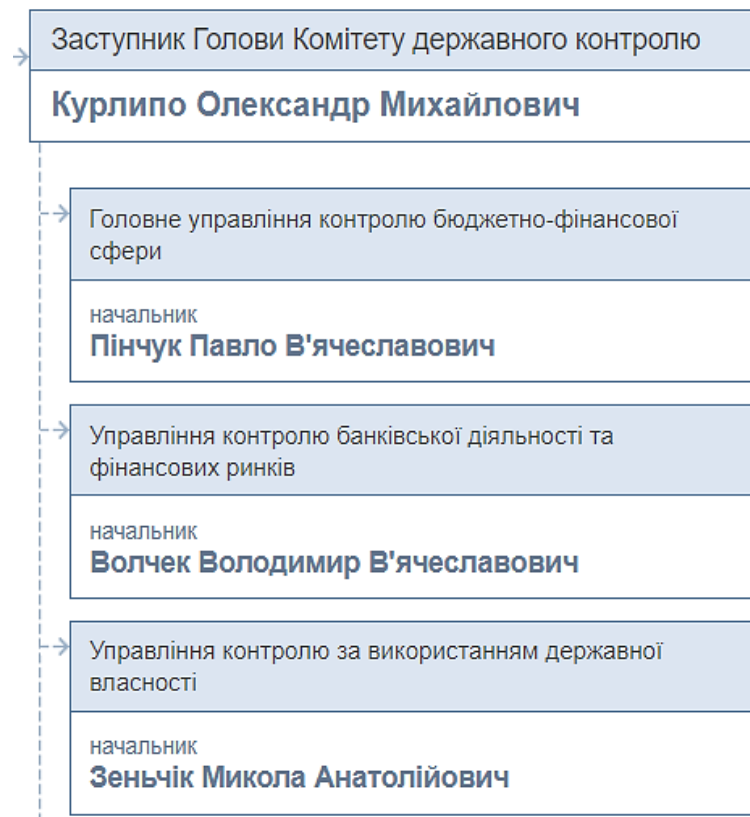 Заступник Голови Комітету державного контролю
Курлипо Олександр Михайлович
Головне управління контролю бюджетно-фінансової
сфери
начальник
Пінчук Павло В'ячеславович
Управління контролю банківської діяльності та
фінансових ринків
начальник
Волчек Володимир В'ячеславович
Управління контролю за використанням державної
власності
начальник
Зеньчік Микола Анатолійович